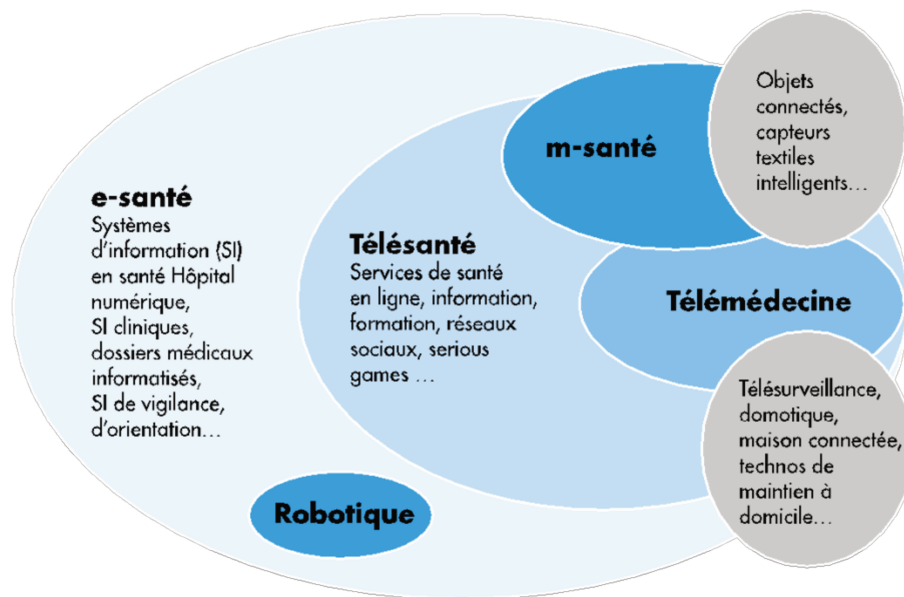 e-santé
Systèmes
d'information (SI)
en santé Hôpital
numérique,
SI cliniques,
dossiers médicaux
informatisés,
SI de vigilance,
d'orientation...
Télésanté
Services de santé
en ligne, information,
formation, réseaux
sociaux, serious
games ...
m-santé
Objets
connectés,
capteurs
textiles
intelligents...
Télémédecine
Télésurveillance,
domotique,
maison connectée,
technos de
maintien à
domicile...
Robotique